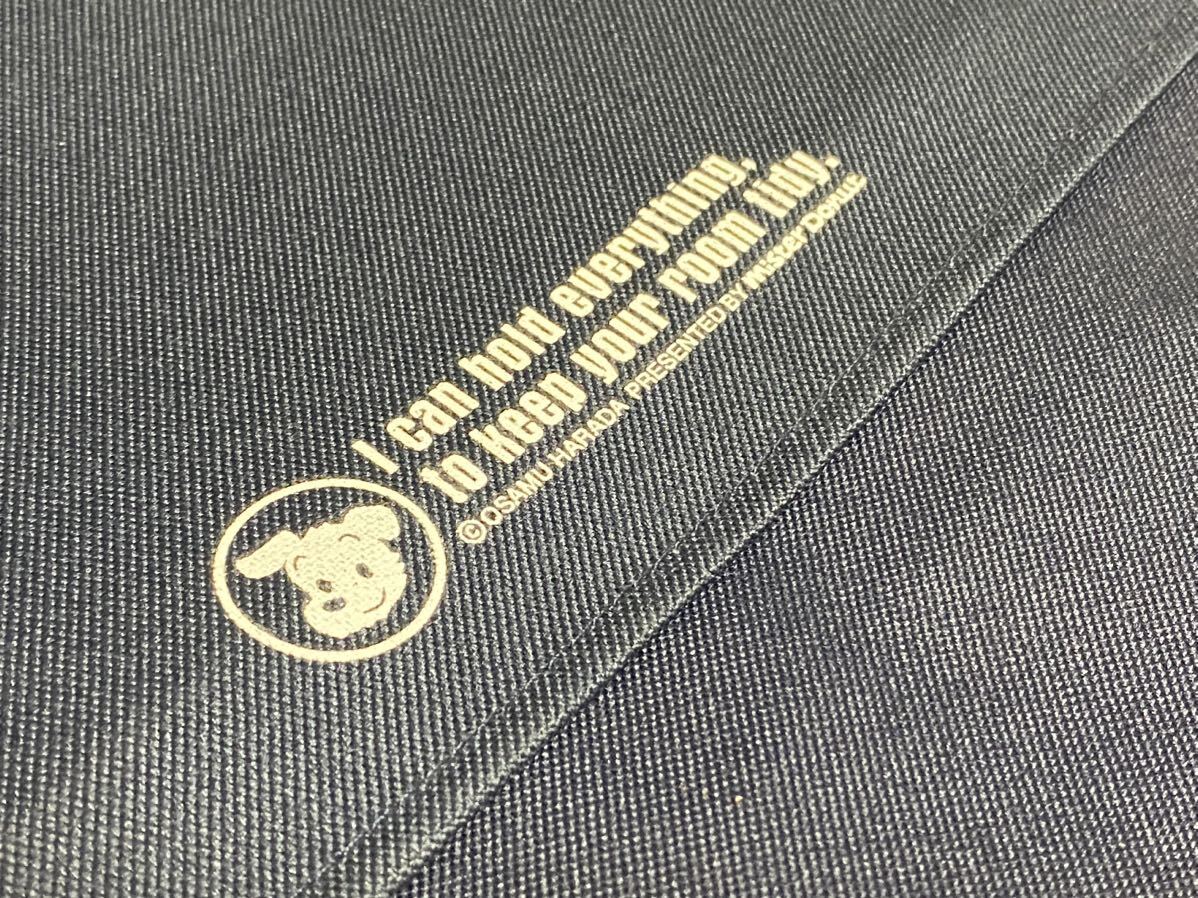 I can hold everything,
to keep your room tidy.
©OSAMU HARADA PRESENTED BY mister Donut